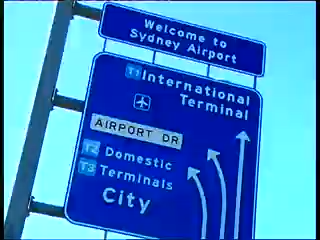 Welcome to
Sydney Airport
T1 International
Terminal
AIRPORT DR
T2 Domestic
T3 Terminals
City